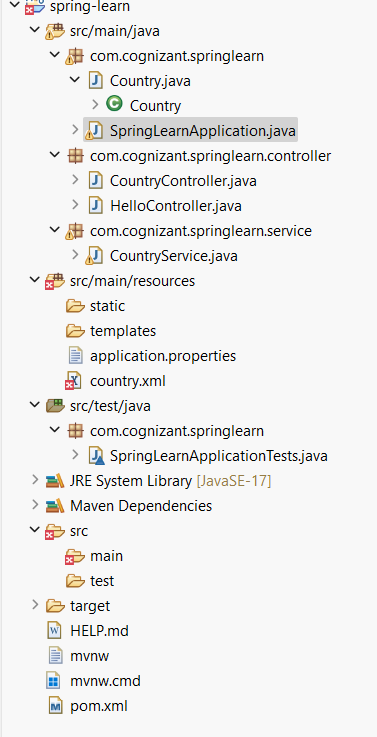 spring-learn
src/main/java
com.cognizant.springlearn
Country.java
Country
SpringLearnApplication.java
com.cognizant.springlearn.controller
CountryController.java
HelloController.java
com.cognizant.springlearn.service
CountryService.java
src/main/resources
static
templates
application.properties
country.xml
src/test/java
com.cognizant.springlearn
SpringLearnApplicationTests.java
JRE System Library [JavaSE-17]
Maven Dependencies
src
main
test
target
HELP.md
mvnw
mvnw.cmd
pom.xml